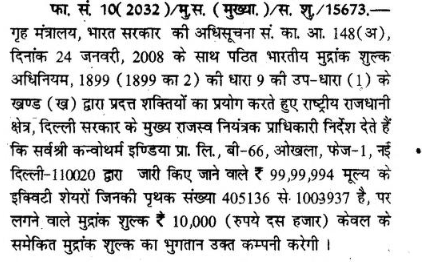 फा. सं. 10( 2032 )/मु.स. ( मुख्या. )/स. शु./15673.—
गृह मंत्रालय, भारत सरकार की अधिसूचना सं. का. आ. 148(अ),
दिनांक 24 जनवरी, 2008 के साथ पठित भारतीय मुद्रांक शुल्क
अधिनियम, 1899 (1899 का 2) की धारा 9 की उप-धारा (1) के
खण्ड (ख) द्वारा प्रदत्त शक्तियों का प्रयोग करते हुए राष्ट्रीय राजधानी
क्षेत्र, दिल्ली सरकार के मुख्य राजस्व नियंत्रक प्राधिकारी निर्देश देते हैं
कि सर्वश्री कन्वोथर्म इण्डिया प्रा. लि., बी-66, ओखला, फेज-1, नई
दिल्ली-110020 द्वारा जारी किए जाने वाले ₹ 99,99,994 मूल्य के
इक्विटी शेयरों जिनकी पृथक संख्या 405136 से 1003937 है, पर
लगने वाले मुद्रांक शुल्क ₹ 10,000 (रुपये दस हजार) केवल के
समेकित मुद्रांक शुल्क का भुगतान उक्त कम्पनी करेगी ।